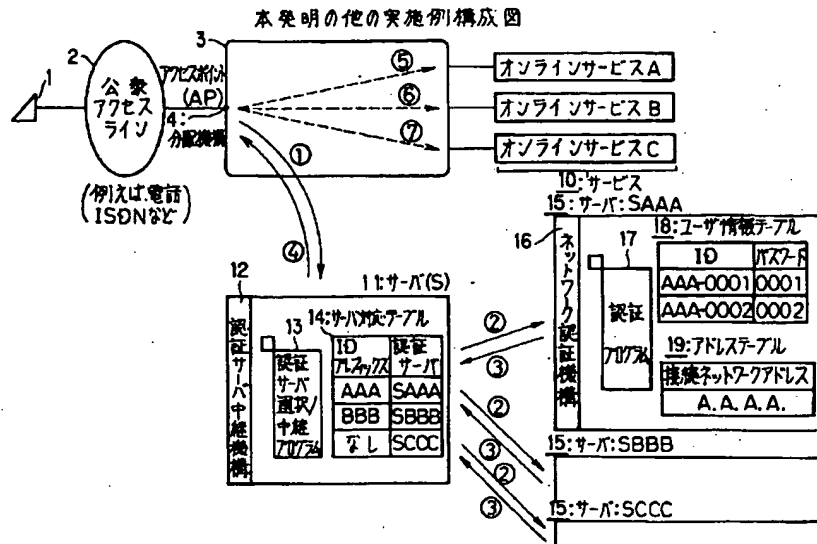 本発明の他の実施例構成図
1
2
公衆
アクセス
ライン
(例えば、電話
ISDNなど)
アクセスポイント
(AP)
4:
分配機構
3
⑤
⑥
⑦
①
④
オンラインサービスA
オンラインサービスB
オンラインサービスC
10:サービス
11:サーバ(S)
12
認証サーバ中継機構
13
認証
サーバ
選択/
中継
プログラム
14:サーバ対応テーブル
ID
プレフィックス
認証
サーバ
AAA SAAA
BBB SBBB
なし SCCC
②
③
②
③
②
③
15:サーバ:SAAA
16
ネットワーク認証機構
17
認証
プログラム
18:ユーザ情報テーブル
ID パスワード
AAA-0001 0001
AAA-0002 0002
19:アドレステーブル
接続ネットワークアドレス
A.A.A.A.
15:サーバ:SBBB
15:サーバ:SCCC